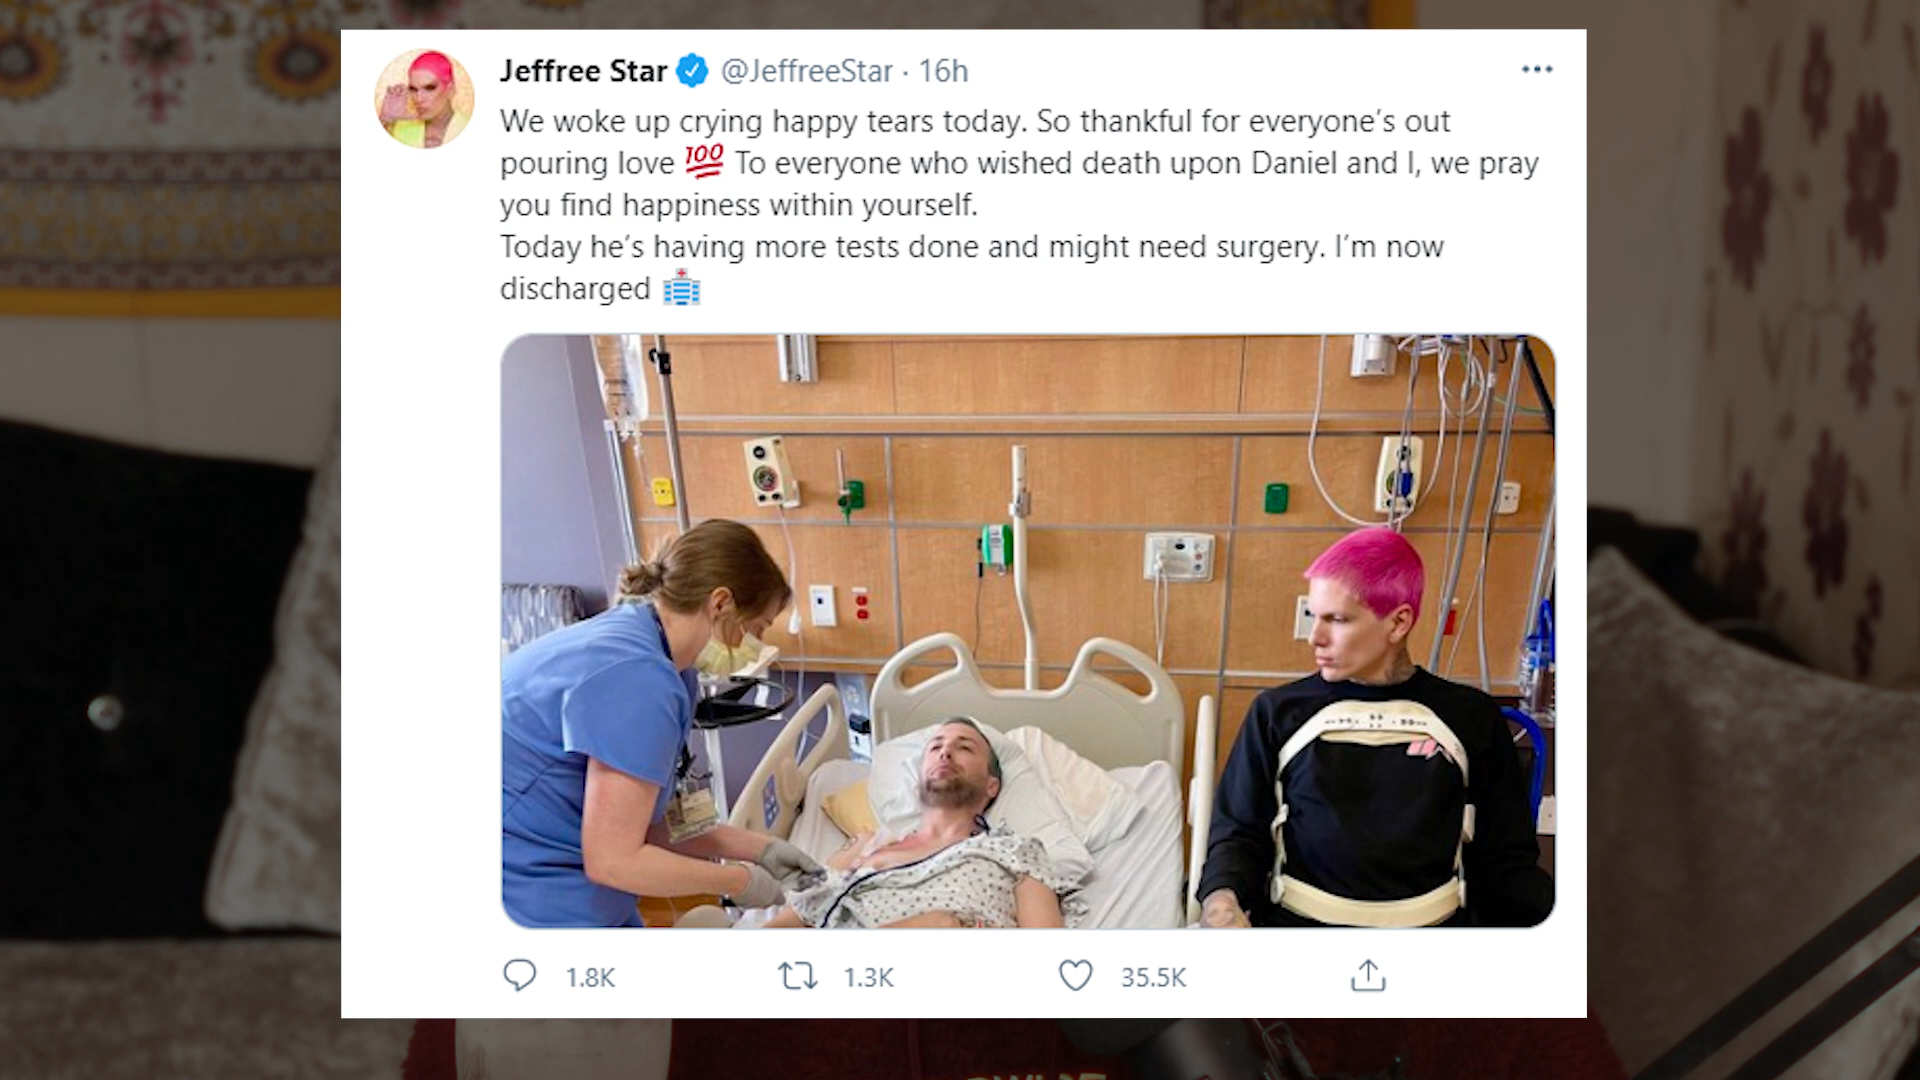 Jeffree Star @JeffreeStar · 16h
We woke up crying happy tears today. So thankful for everyone’s out
pouring love 💯 To everyone who wished death upon Daniel and I, we pray
you find happiness within yourself.
Today he’s having more tests done and might need surgery. I’m now
discharged 🏥
1.8K 1.3K 35.5K